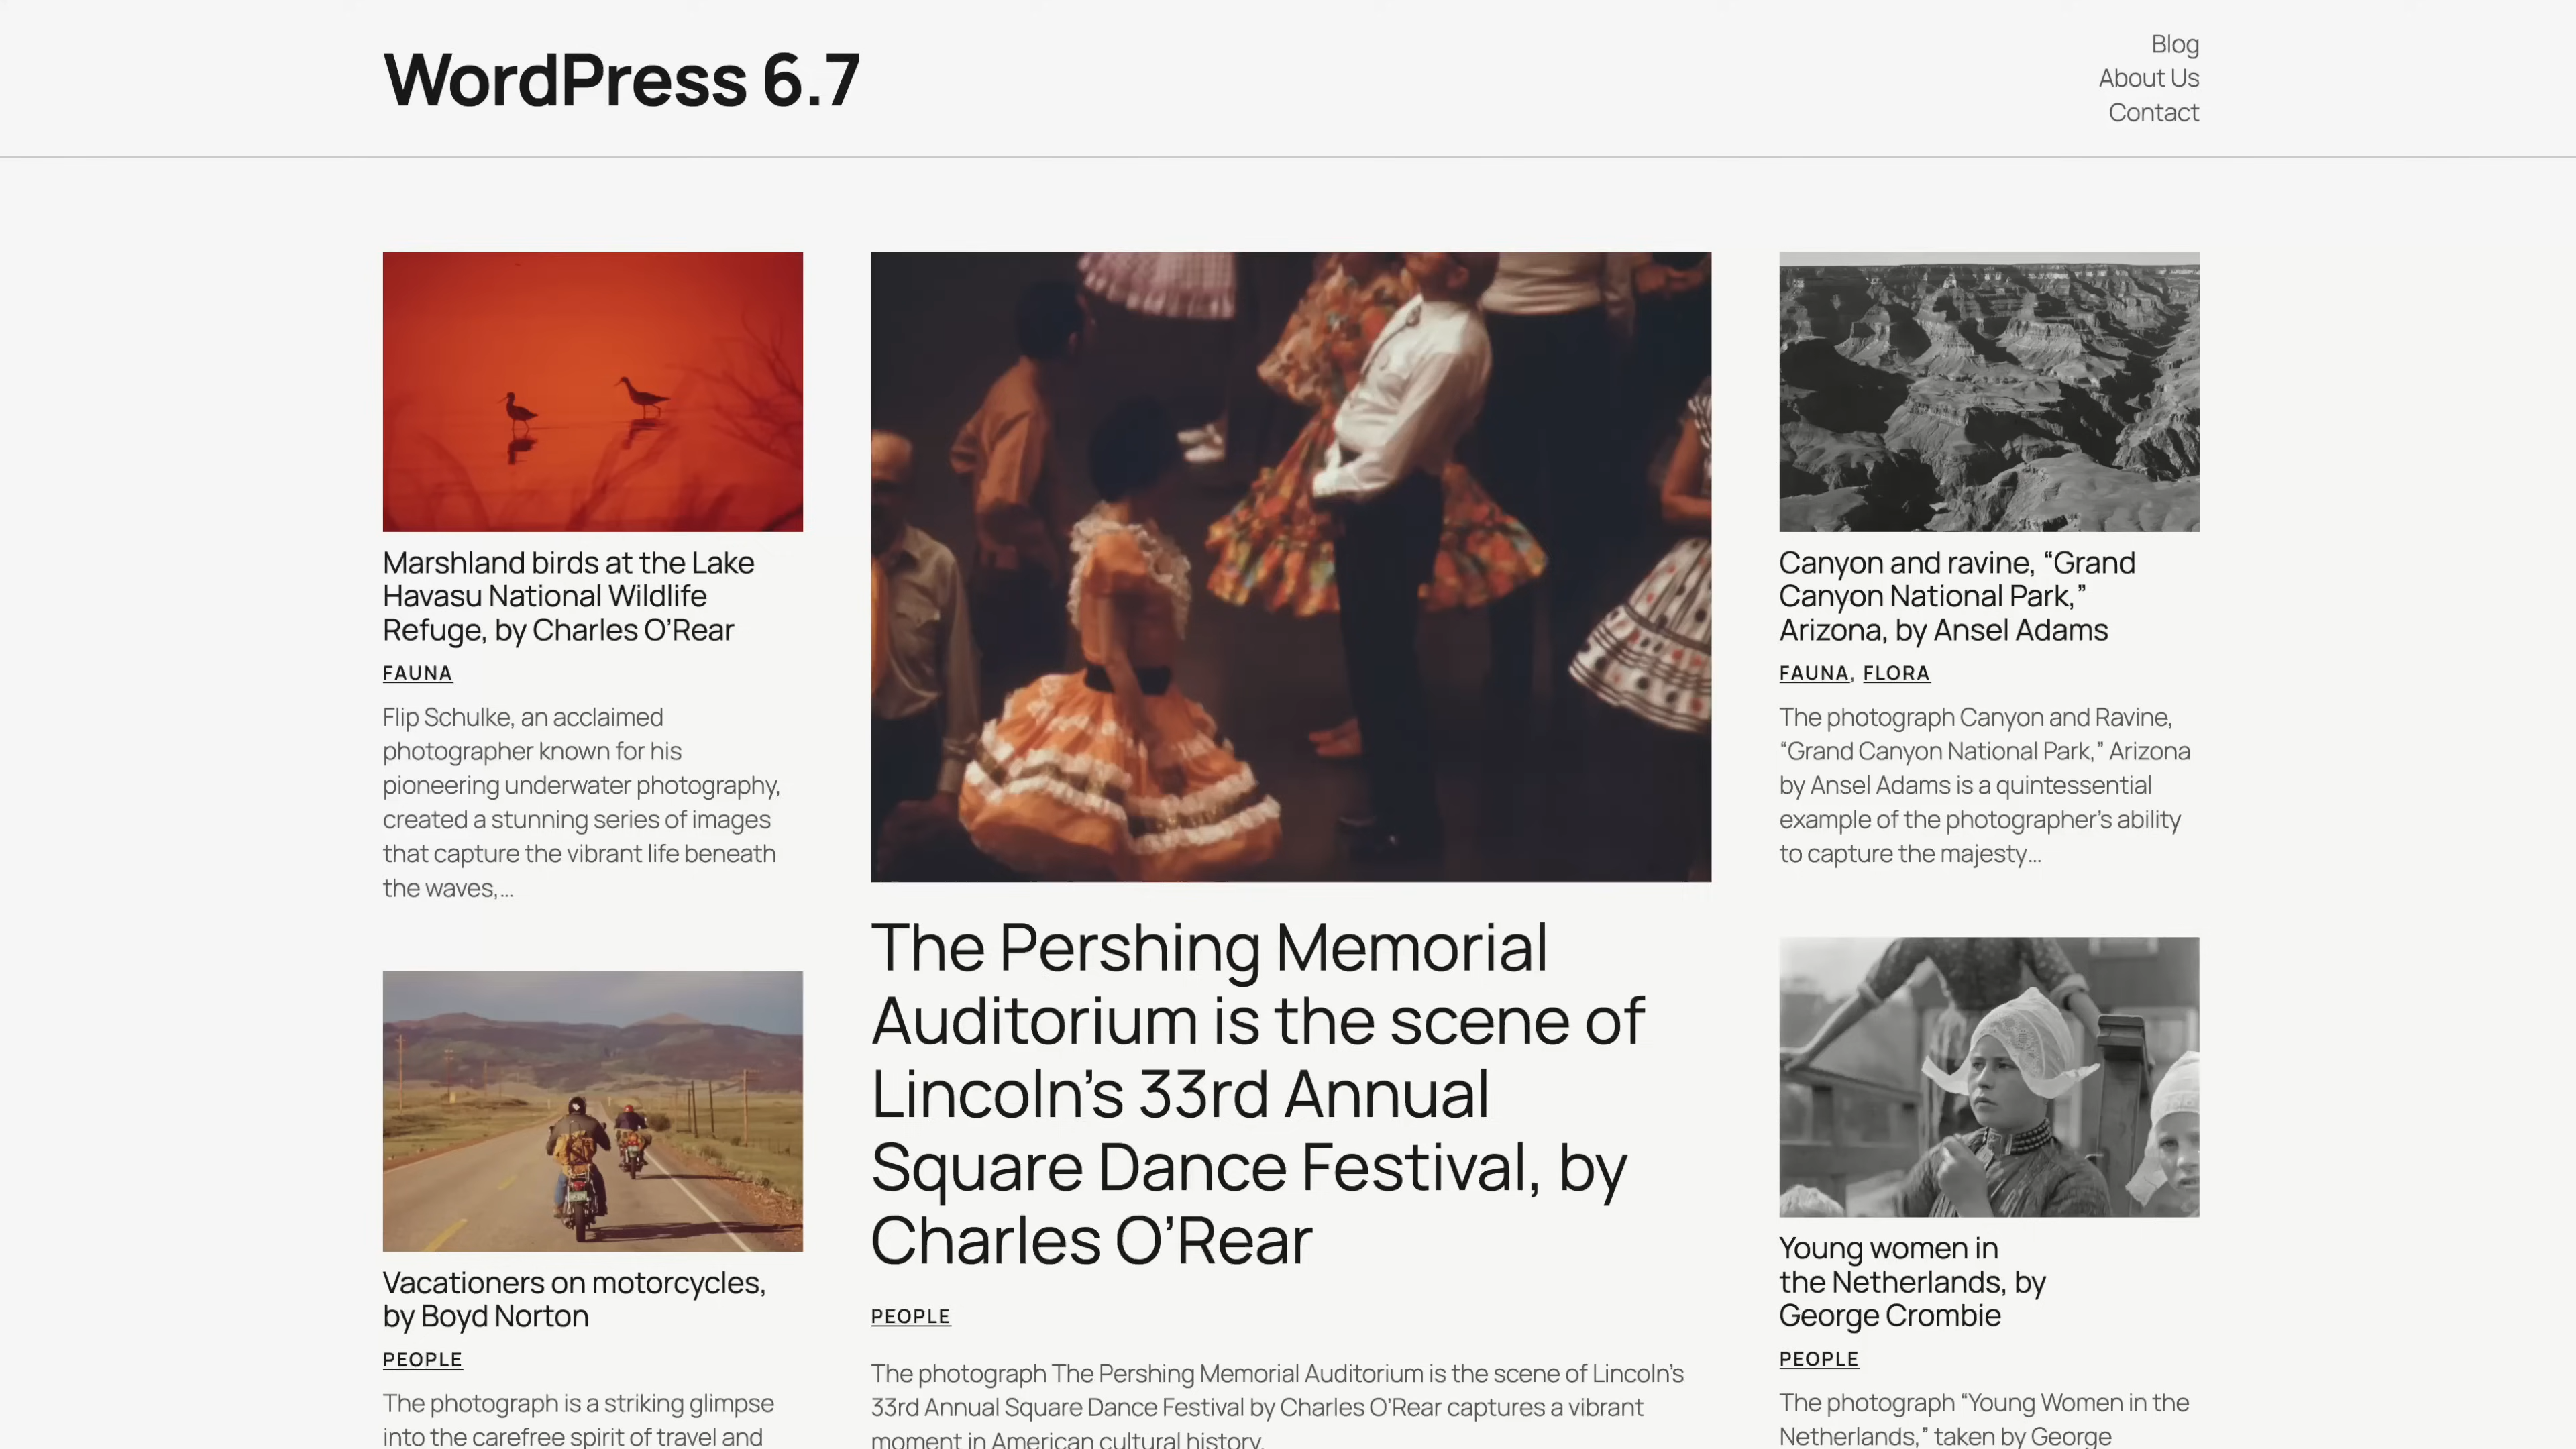 WordPress 6.7
Blog
About Us
Contact
Marshland birds at the Lake
Havasu National Wildlife
Refuge, by Charles O’Rear
FAUNA
Flip Schulke, an acclaimed
photographer known for his
pioneering underwater photography,
created a stunning series of images
that capture the vibrant life beneath
the waves,…
Vacationers on motorcycles,
by Boyd Norton
PEOPLE
The photograph is a striking glimpse
into the carefree spirit of travel and
The Pershing Memorial
Auditorium is the scene of
Lincoln’s 33rd Annual
Square Dance Festival, by
Charles O’Rear
PEOPLE
The photograph The Pershing Memorial Auditorium is the scene of Lincoln’s
33rd Annual Square Dance Festival by Charles O’Rear captures a vibrant
moment in American cultural history.
Canyon and ravine, “Grand
Canyon National Park,”
Arizona, by Ansel Adams
FAUNA, FLORA
The photograph Canyon and Ravine,
“Grand Canyon National Park,” Arizona
by Ansel Adams is a quintessential
example of the photographer’s ability
to capture the majesty…
Young women in
the Netherlands, by
George Crombie
PEOPLE
The photograph “Young Women in the
Netherlands,” taken by George